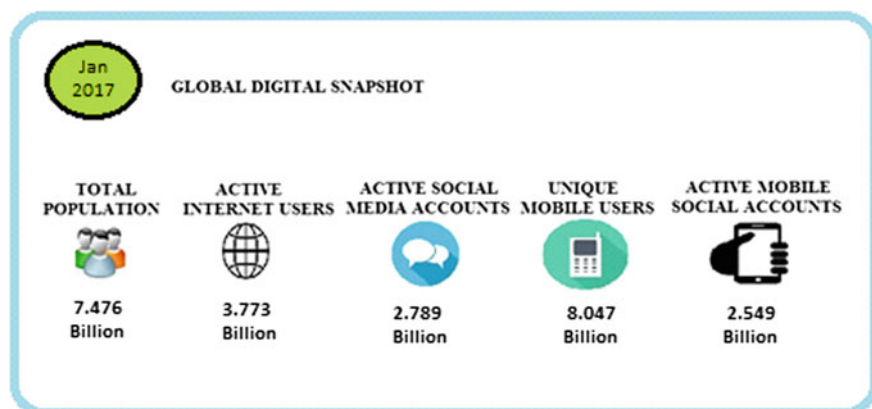 Jan
2017
GLOBAL DIGITAL SNAPSHOT
TOTAL
POPULATION
ACTIVE
INTERNET USERS
ACTIVE SOCIAL
MEDIA ACCOUNTS
UNIQUE
MOBILE USERS
ACTIVE MOBILE
SOCIAL ACCOUNTS
7.476
Billion
3.773
Billion
2.789
Billion
8.047
Billion
2.549
Billion